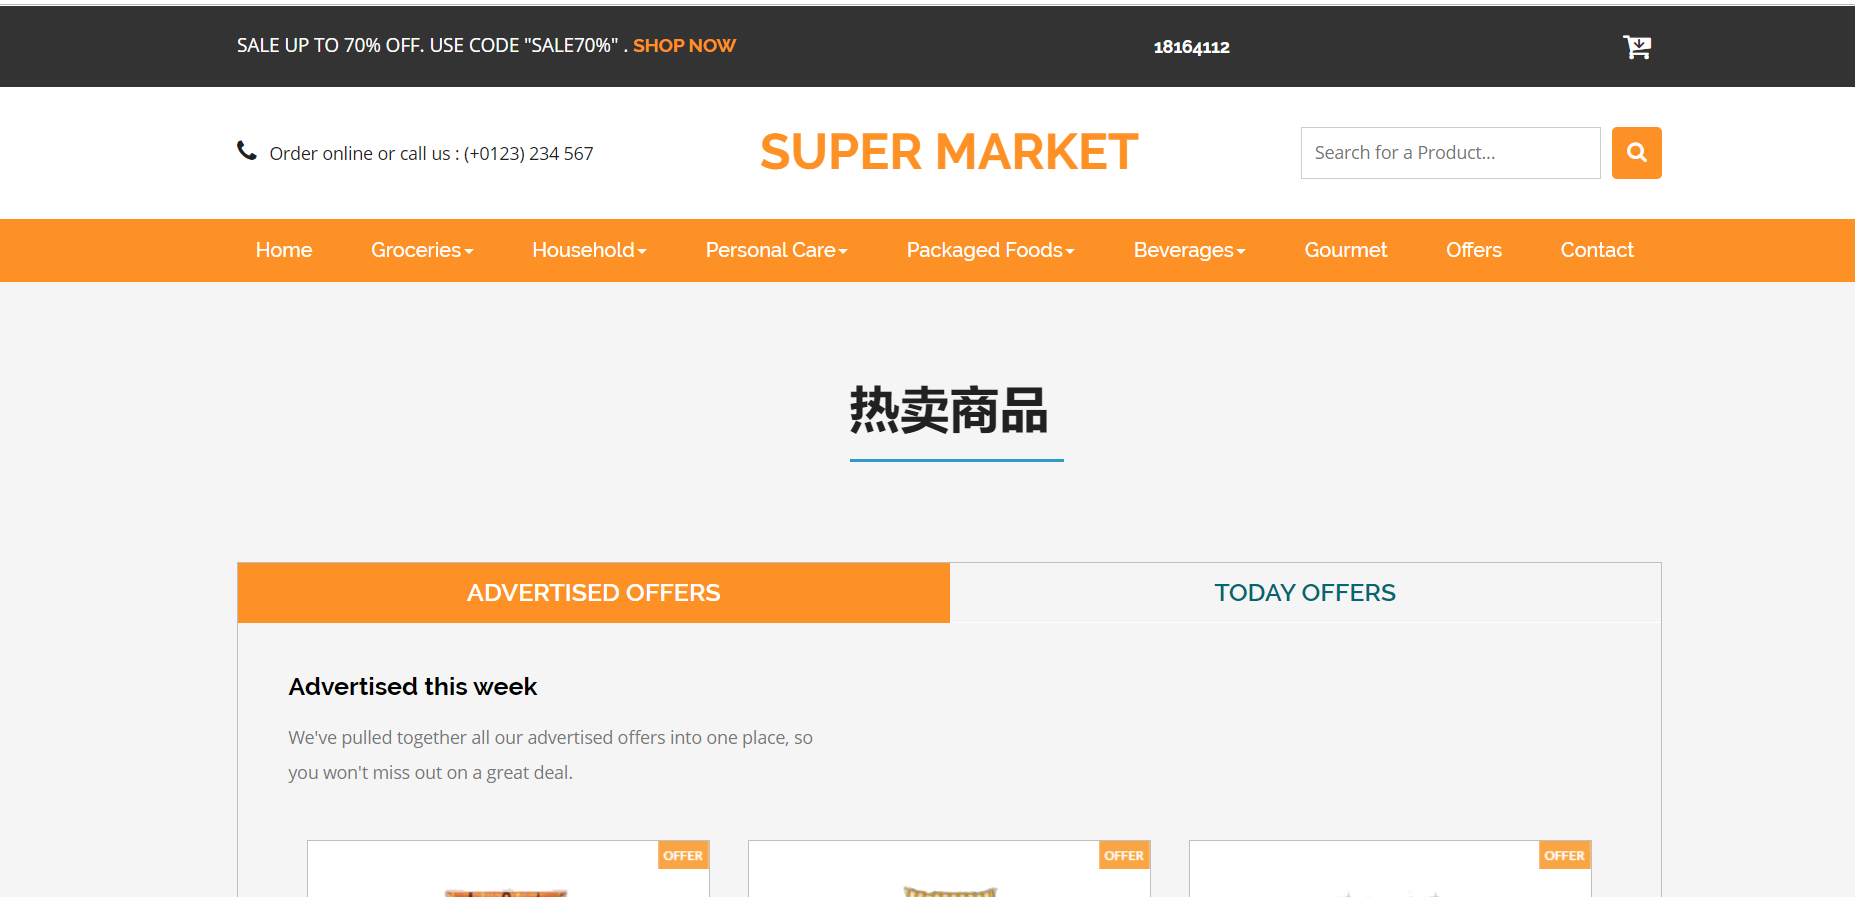 SALE UP TO 70% OFF. USE CODE "SALE70%" . SHOP NOW
18164112
Order online or call us : (+0123) 234 567
SUPER MARKET
Search for a Product...
Home Groceries Household Personal Care Packaged Foods Beverages Gourmet Offers Contact
热卖商品
ADVERTISED OFFERS
TODAY OFFERS
Advertised this week
We've pulled together all our advertised offers into one place, so
you won't miss out on a great deal.
OFFER
OFFER
OFFER